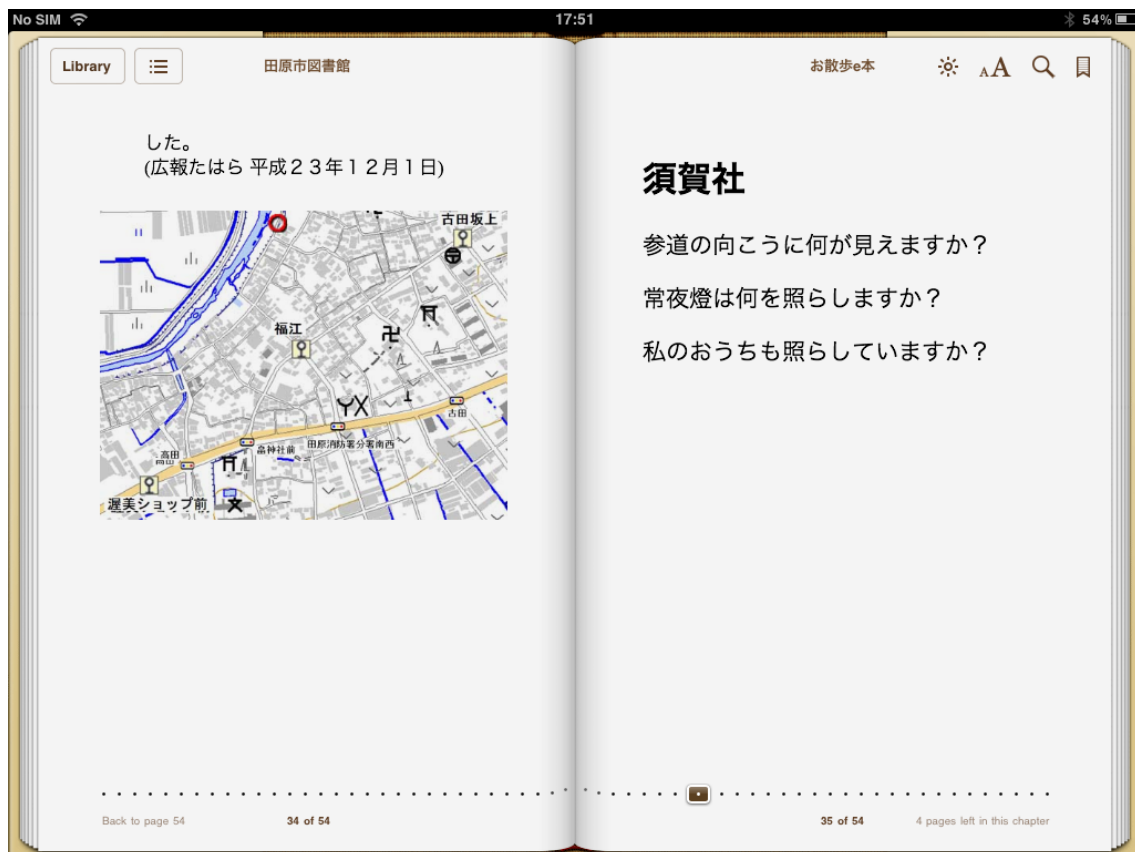 No SIM
17:51
54%
Library
田原市図書館
お散歩e本
AA
した。
(広報たはら 平成２３年１２月１日)
古田坂上
福江
古田
田原消防署分署南西
畠神社前
高田
渥美ショップ前
須賀社
参道の向こうに何が見えますか？
常夜燈は何を照らしますか？
私のおうちも照らしていますか？
Back to page 54
34 of 54
35 of 54
4 pages left in this chapter